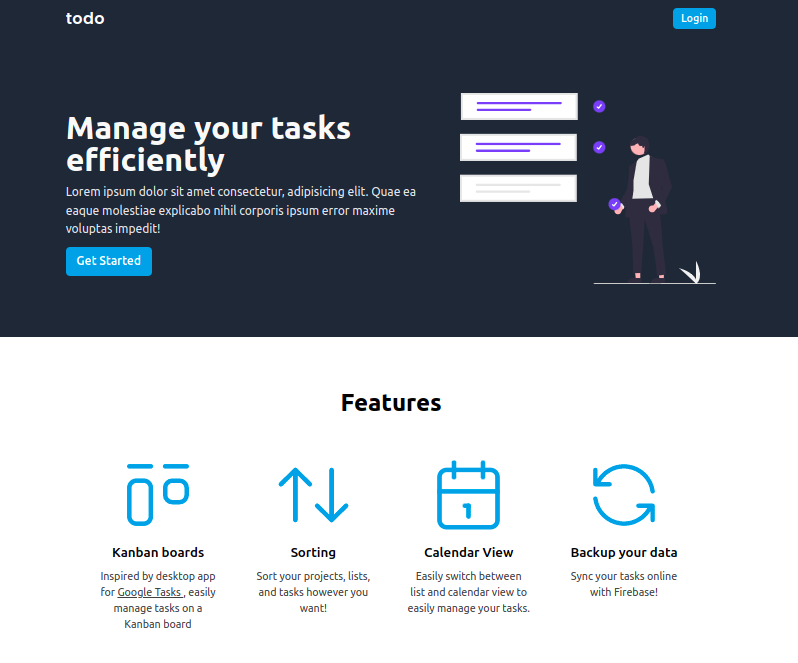 todo
Login
Manage your tasks
efficiently
Lorem ipsum dolor sit amet consectetur, adipisicing elit. Quae ea
eaque molestiae explicabo nihil corporis ipsum error maxime
voluptas impedit!
Get Started
Features
1
Kanban boards
Inspired by desktop app
for Google Tasks , easily
manage tasks on a
Kanban board
Sorting
Sort your projects, lists,
and tasks however you
want!
Calendar View
Easily switch between
list and calendar view to
easily manage your tasks.
Backup your data
Sync your tasks online
with Firebase!